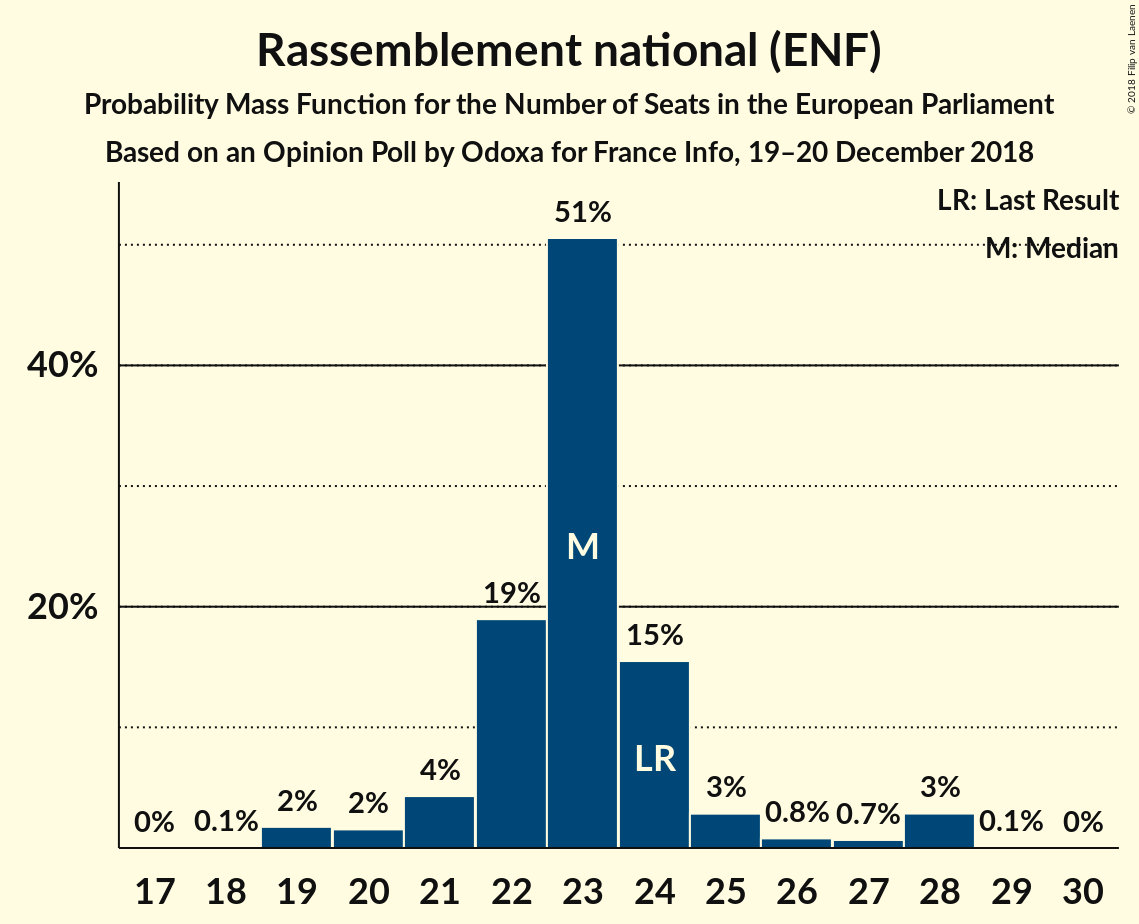 Rassemblement national (ENF)
Probability Mass Function for the Number of Seats in the European Parliament
Based on an Opinion Poll by Odoxa for France Info, 19–20 December 2018
© 2018 Filip van Laenen
LR: Last Result
M: Median
51%
40%
M
19%
20%
15%
LR
4%
3%
3%
2%
2%
0.8%
0.7%
0%
0.1%
0.1%
0%
17 18 19 20 21 22 23 24 25 26 27 28 29 30